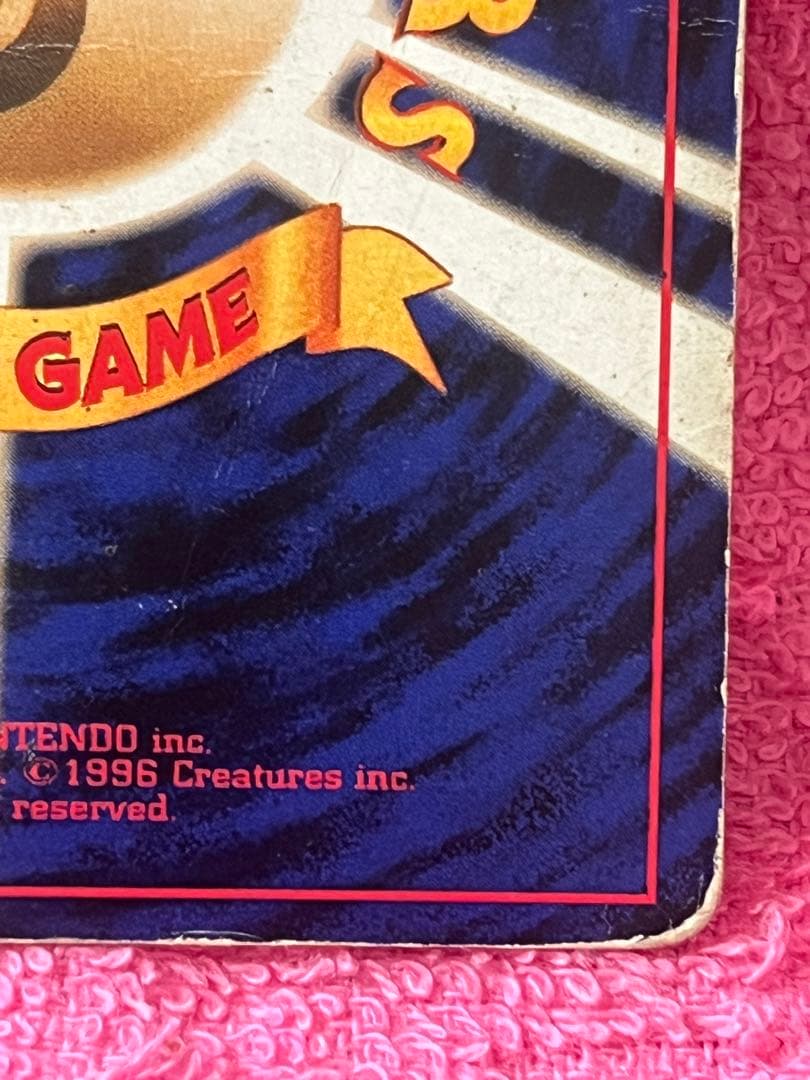 S
GAME
NTENDO inc.
. ©1996 Creatures inc.
reserved.